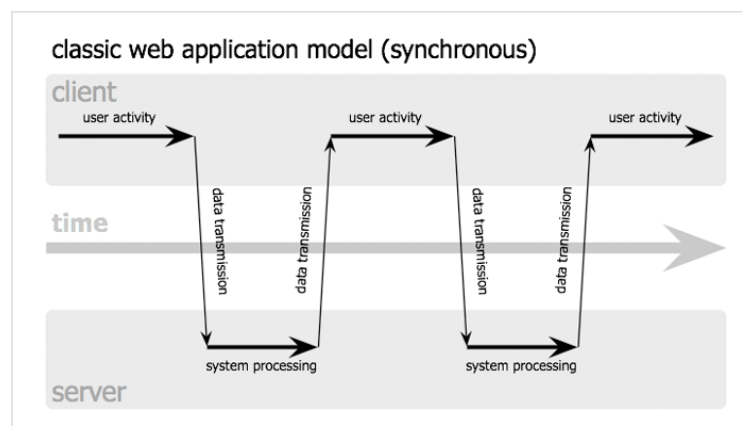 classic web application model (synchronous)
client
user activity
user activity
user activity
data transmission
data transmission
data transmission
data transmission
time
system processing
system processing
server